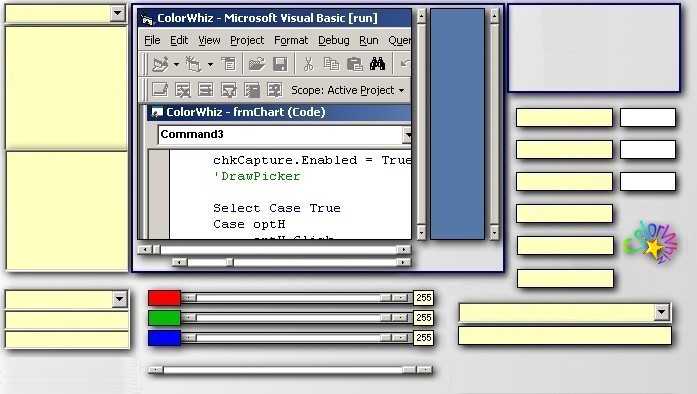 ColorWhiz - Microsoft Visual Basic [run]
File Edit View Project Format Debug Run Quer
Scope: Active Project
ColorWhiz - frmChart (Code)
Command3
chkCapture.Enabled = True
'DrawPicker
Select Case True
Case optH
optH_Click
255
ColorWhiz
255
255